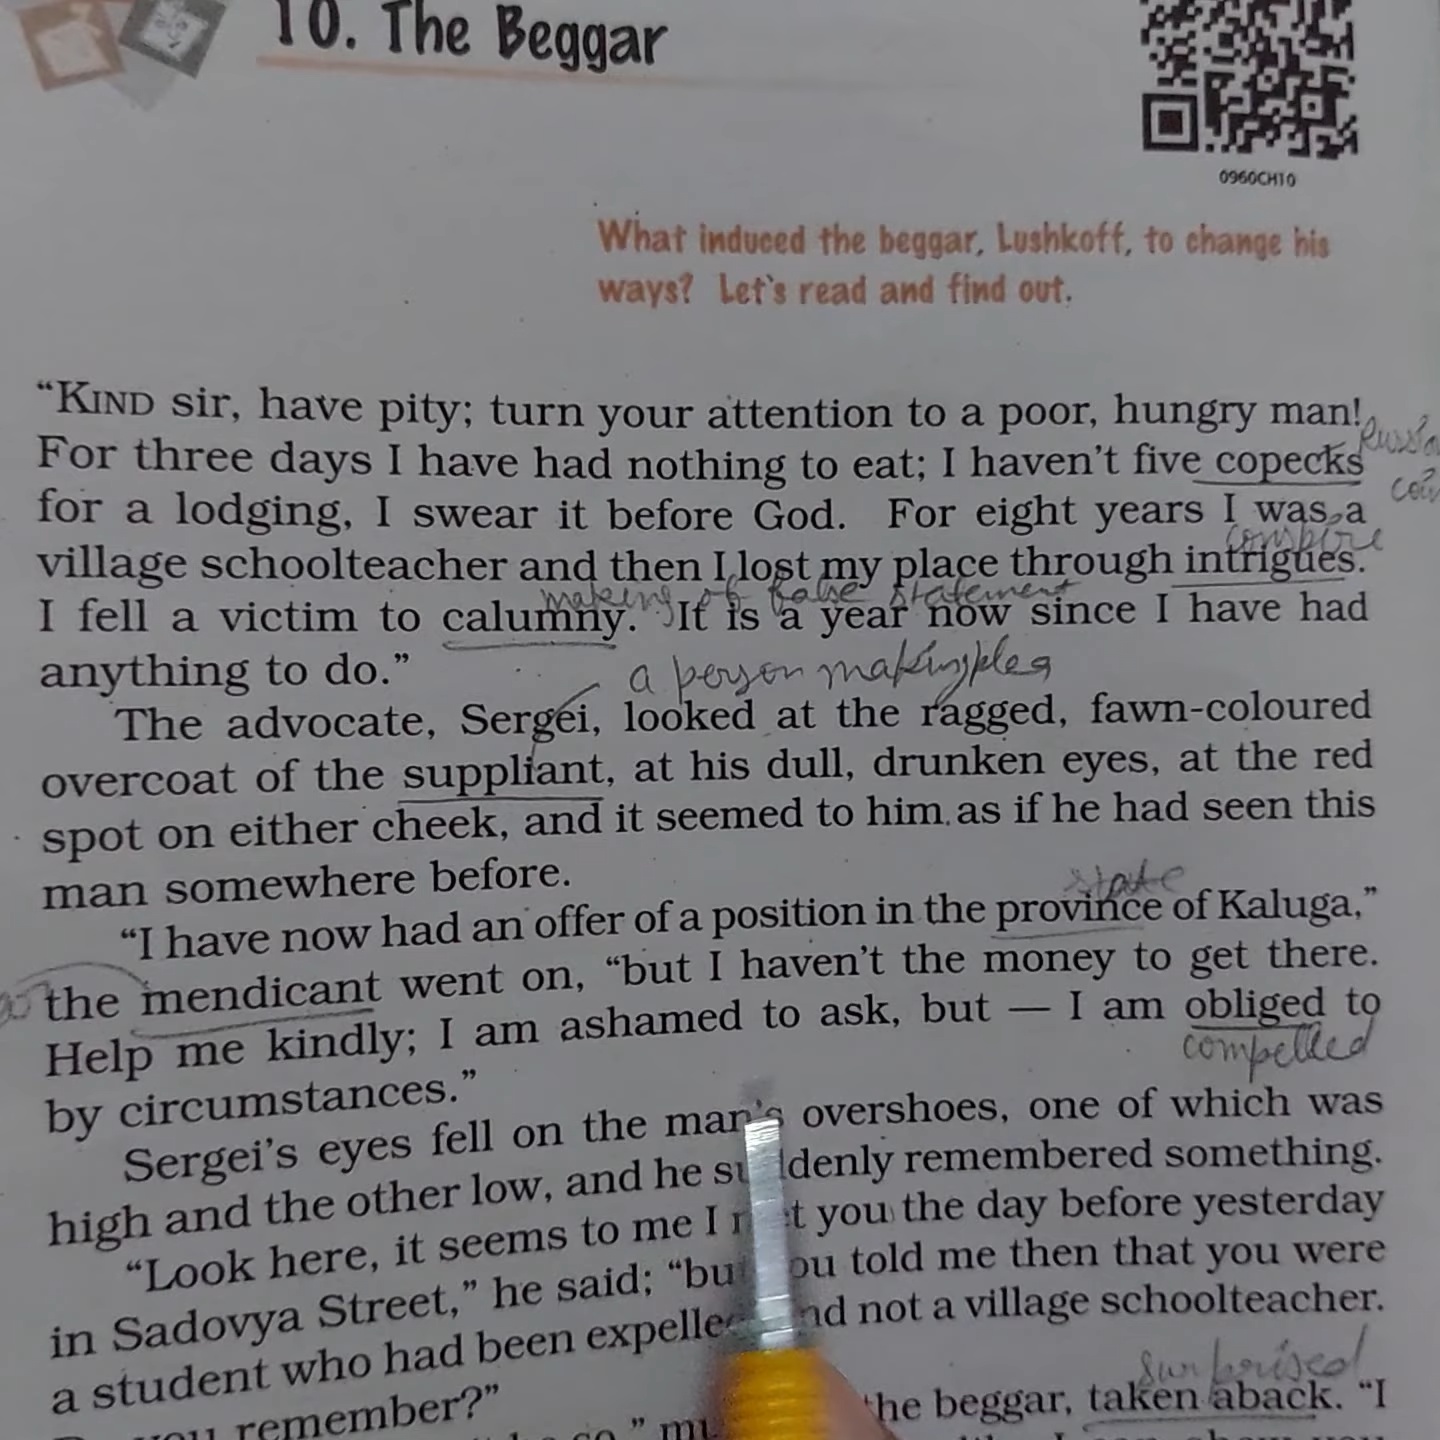 10. The Beggar
0960CH10
What induced the beggar, Lushkoff, to change his
ways? Let's read and find out.
“KIND sir, have pity; turn your attention to a poor, hungry man!
For three days I have had nothing to eat; I haven't five copecks
for a lodging, I swear it before God. For eight years I was a
village schoolteacher and then I lost my place through intrigues.
making of false statement
I fell a victim to calumny. It is a year now since I have had
anything to do.”
a person making plea
The advocate, Sergei, looked at the ragged, fawn-coloured
overcoat of the suppliant, at his dull, drunken eyes, at the red
spot on either cheek, and it seemed to him as if he had seen this
man somewhere before.
state
“I have now had an offer of a position in the province of Kaluga,”
the mendicant went on, “but I haven't the money to get there.
Help me kindly; I am ashamed to ask, but — I am obliged to
compelled
by circumstances.”
Sergei's eyes fell on the man's overshoes, one of which was
high and the other low, and he suddenly remembered something.
“Look here, it seems to me I met you the day before yesterday
in Sadovya Street,” he said; “but you told me then that you were
a student who had been expelled and not a village schoolteacher.
surprised
you remember?”
the beggar, taken aback. “I